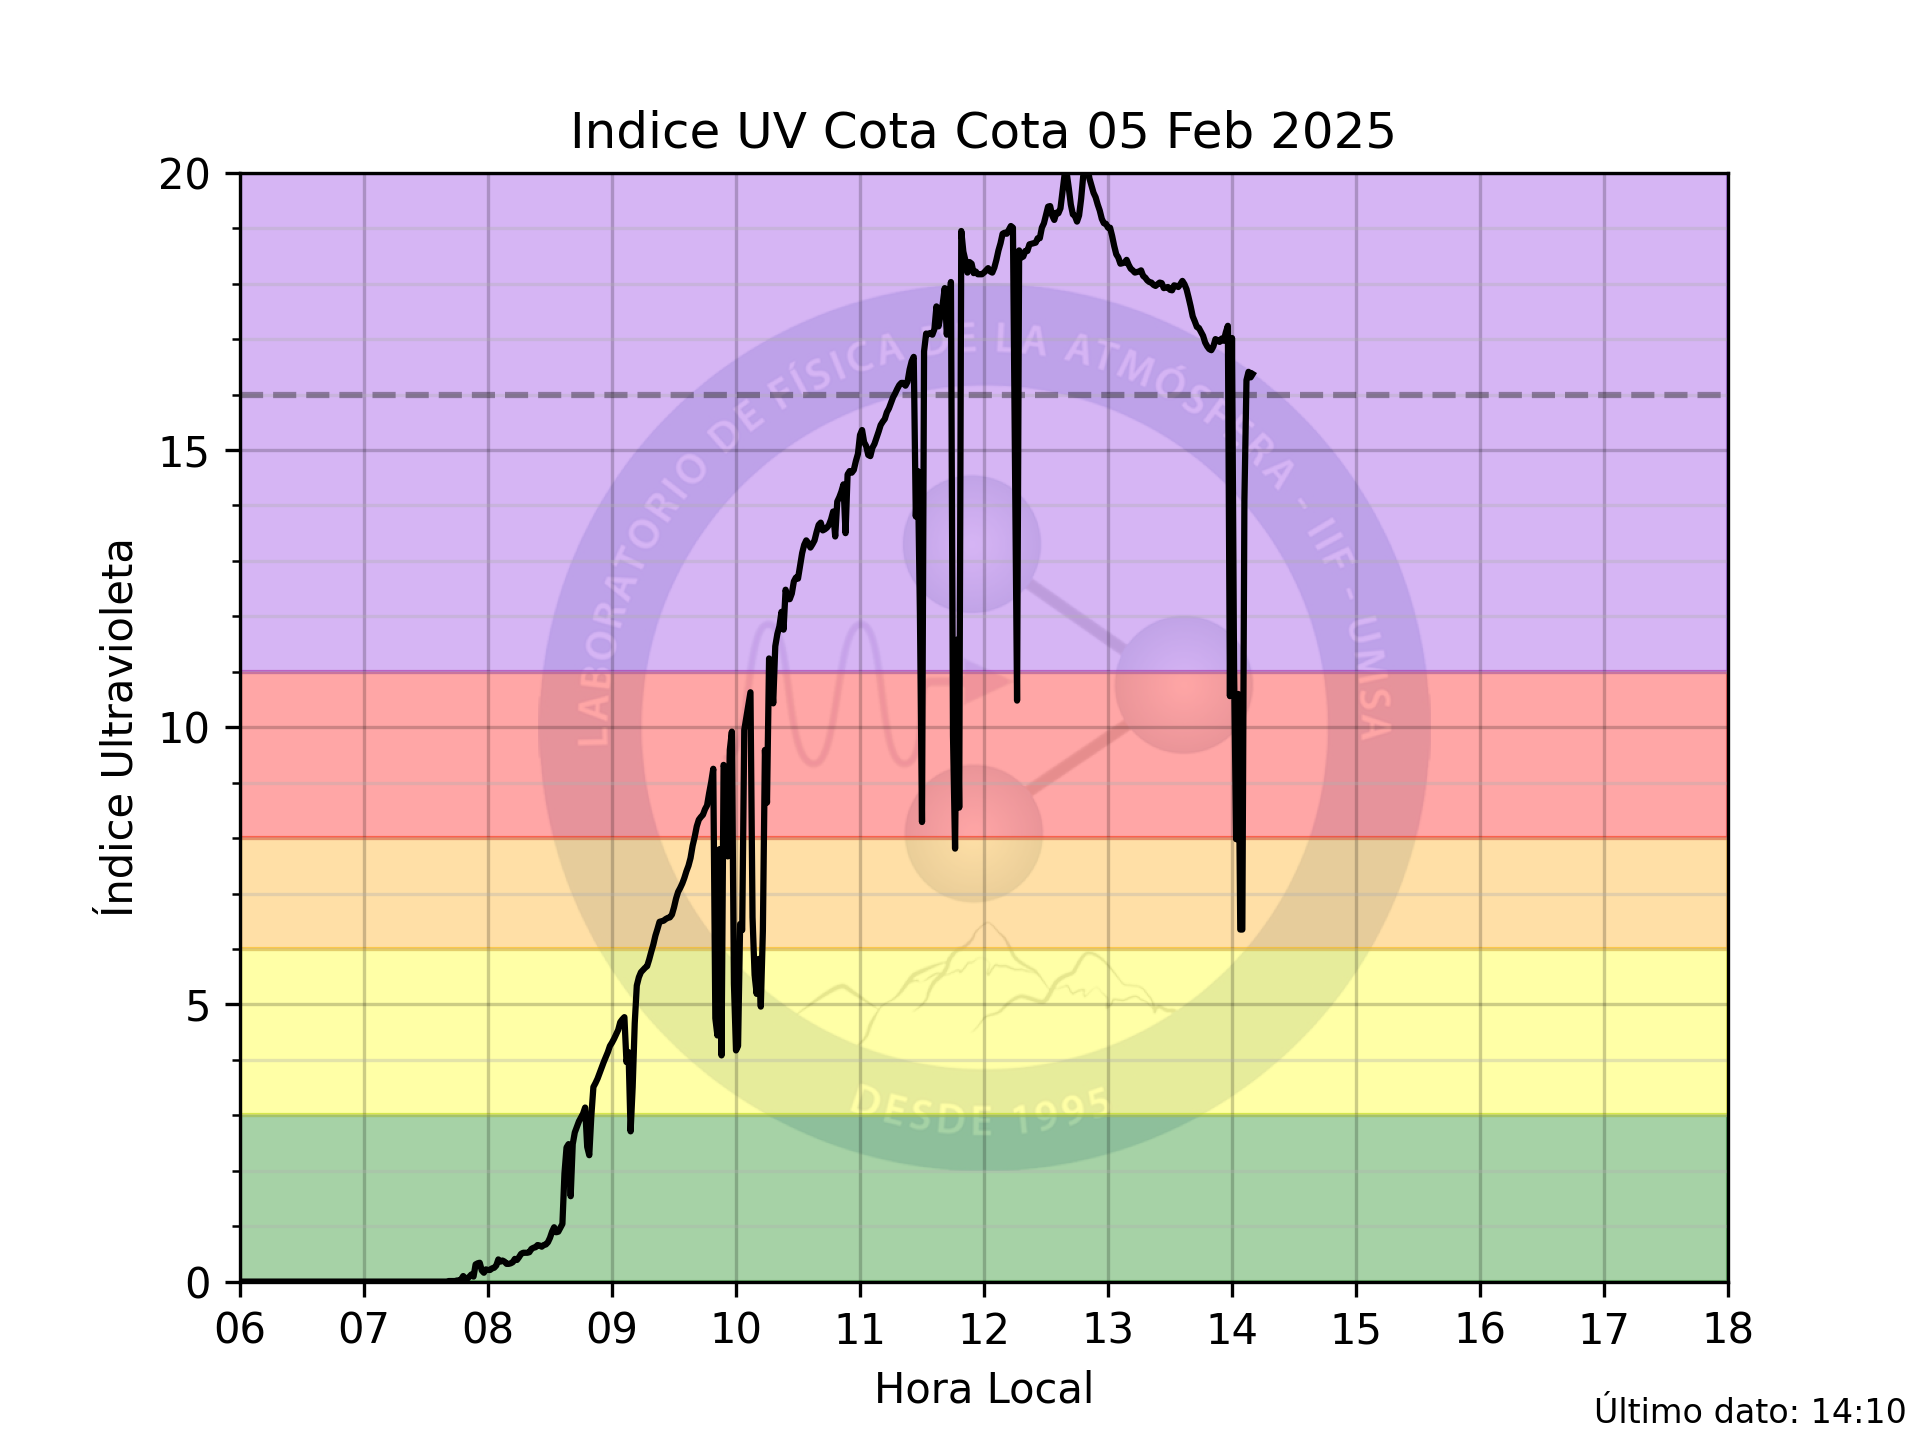 Indice UV Cota Cota 05 Feb 2025
20
15
10
5
0
Índice Ultravioleta
LABORATORIO DE FÍSICA DE LA ATMÓSFERA - IIF - UMSA
DESDE 1995
06 07 08 09 10 11 12 13 14 15 16 17 18
Hora Local
Último dato: 14:10